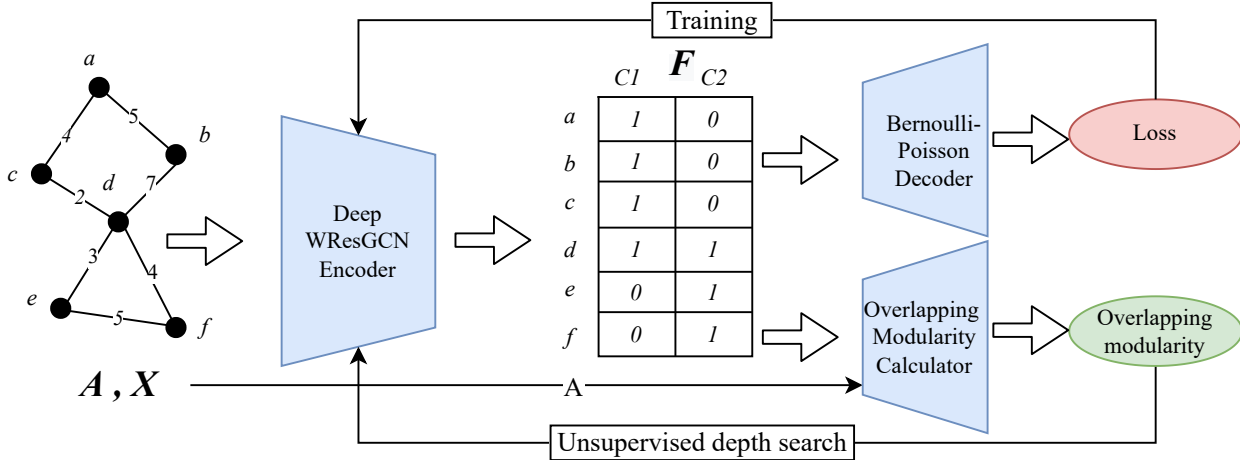 Training
F
C1 C2
a
5
4
b
c
d
2
7
3
4
e
5
f
A , X
Deep
WResGCN
Encoder
a 1 0
b 1 0
c 1 0
d 1 1
e 0 1
f 0 1
Bernoulli-
Poisson
Decoder
Loss
Overlapping
Modularity
Calculator
Overlapping
modularity
A
Unsupervised depth search